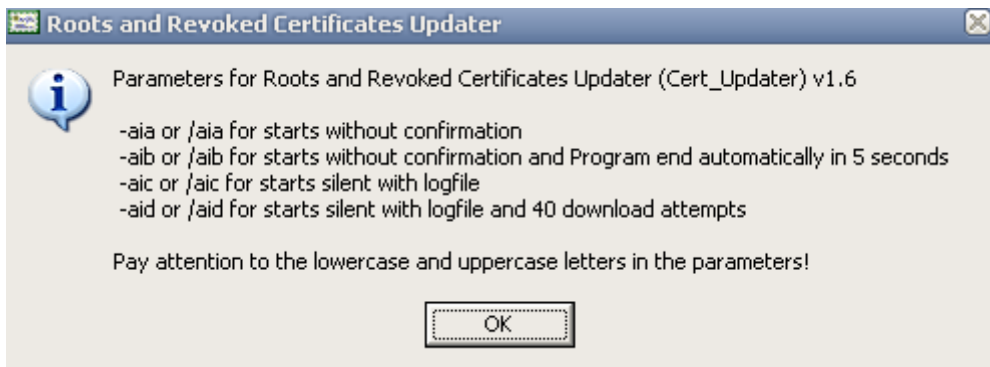 Roots and Revoked Certificates Updater
Parameters for Roots and Revoked Certificates Updater (Cert_Updater) v1.6
-aia or /aia for starts without confirmation
-aib or /aib for starts without confirmation and Program end automatically in 5 seconds
-aic or /aic for starts silent with logfile
-aid or /aid for starts silent with logfile and 40 download attempts
Pay attention to the lowercase and uppercase letters in the parameters!
OK